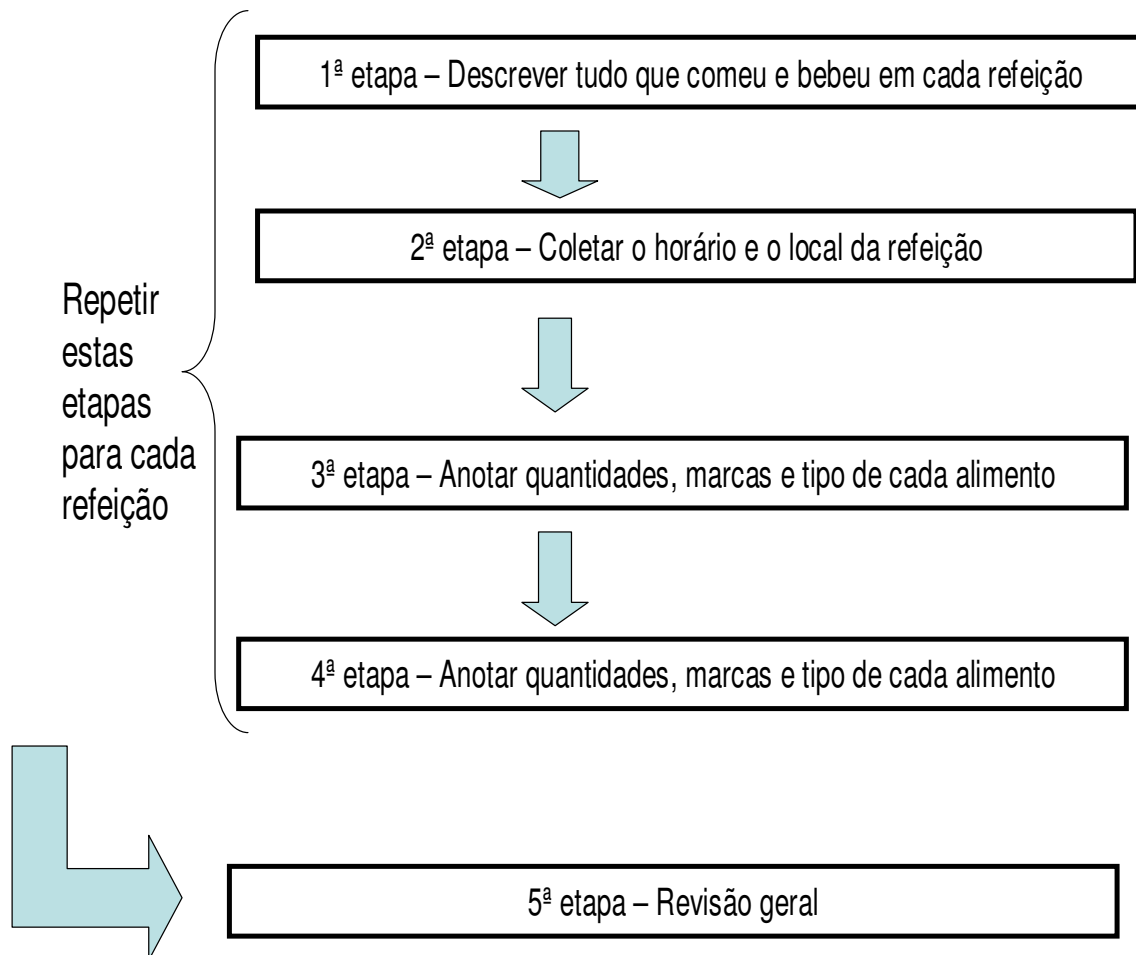 1ª etapa – Descrever tudo que comeu e bebeu em cada refeição
2ª etapa – Coletar o horário e o local da refeição
Repetir
estas
etapas
para cada
refeição
3ª etapa – Anotar quantidades, marcas e tipo de cada alimento
4ª etapa – Anotar quantidades, marcas e tipo de cada alimento
5ª etapa – Revisão geral